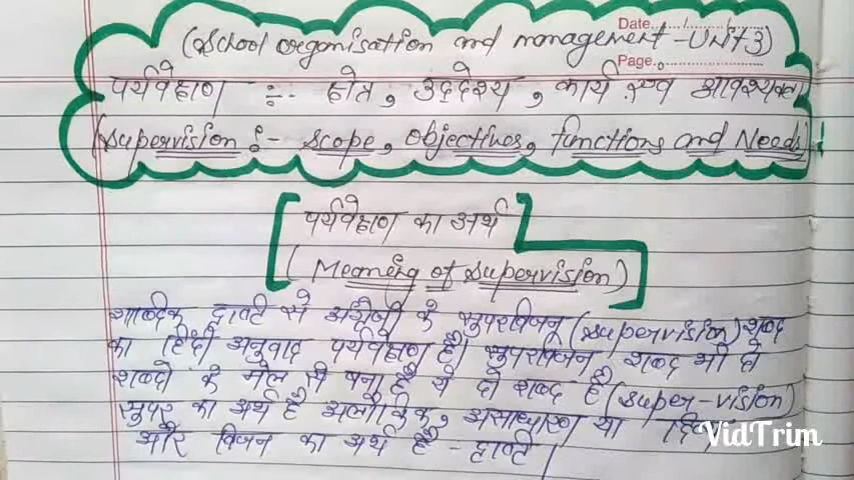 Date..
(School organisation and management - Unit 3)
Page.
पर्यवेक्षण :- क्षेत्र, उद्देश्य, कार्य एवं आवश्यकता
(Supervision :- scope, objectives, functions and Needs)
पर्यवेक्षण का अर्थ
(Meaning of supervision)
शाब्दिक दृष्टि से अंग्रेजी के सुपरविजन (supervision) शब्द
का हिंदी अनुवाद पर्यवेक्षण है। सुपरविजन शब्द भी दो
शब्दो के मेल से बना है ये दो शब्द है (super-vision)
सुपर का अर्थ है अलौकिक, असाधारण या
और विजन का अर्थ है - दृष्टि।
VidTrim